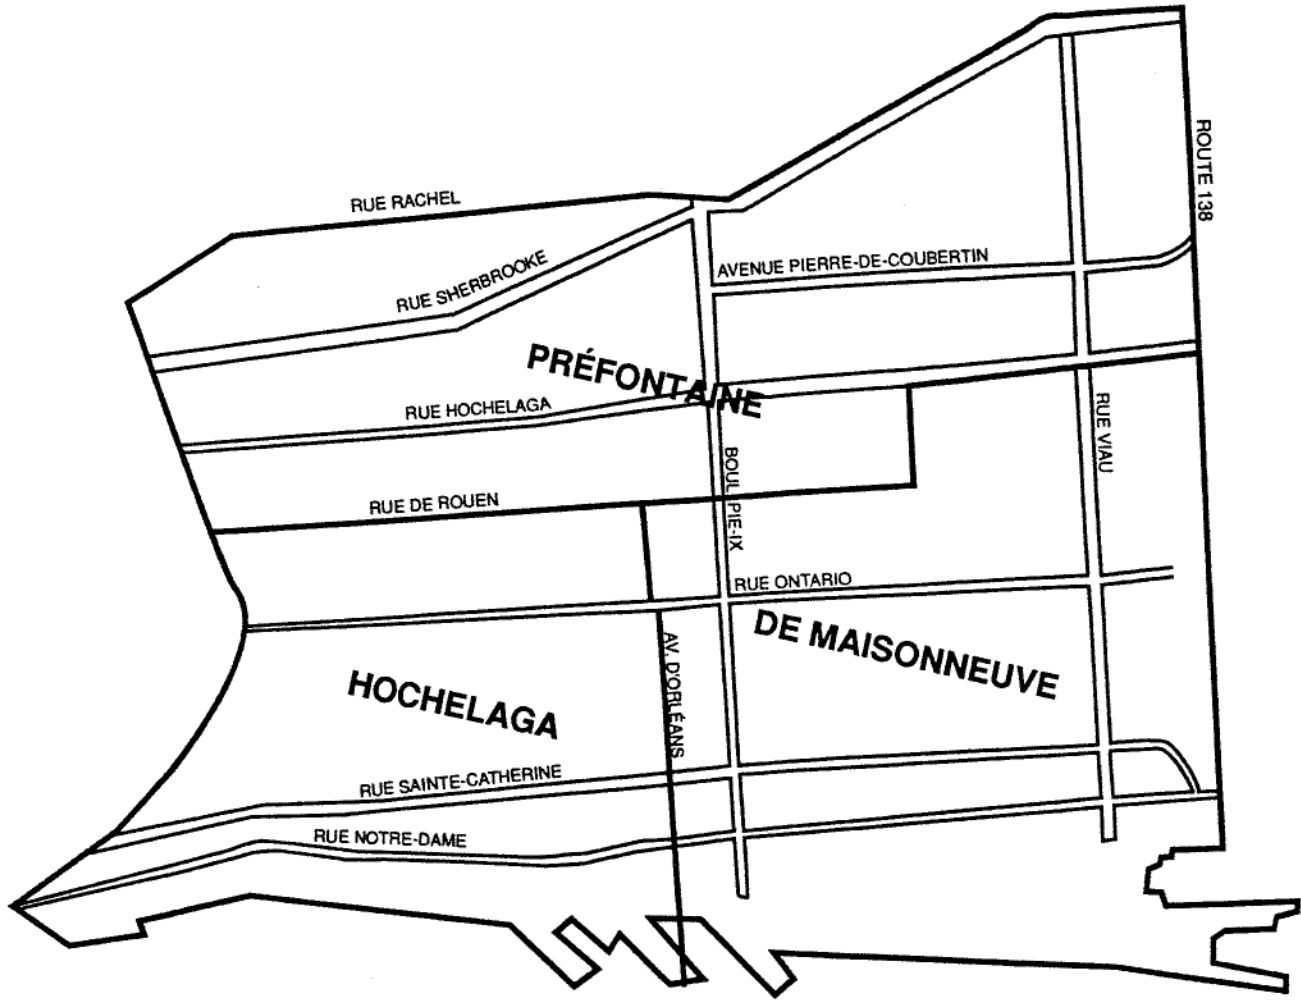 ROUTE 138
RUE RACHEL
AVENUE PIERRE-DE-COUBERTIN
RUE SHERBROOKE
PRÉFONTAINE
RUE HOCHELAGA
RUE VIAU
BOUL. PIE-IX
RUE DE ROUEN
RUE ONTARIO
DE MAISONNEUVE
AV. D'ORLÉANS
HOCHELAGA
RUE SAINTE-CATHERINE
RUE NOTRE-DAME